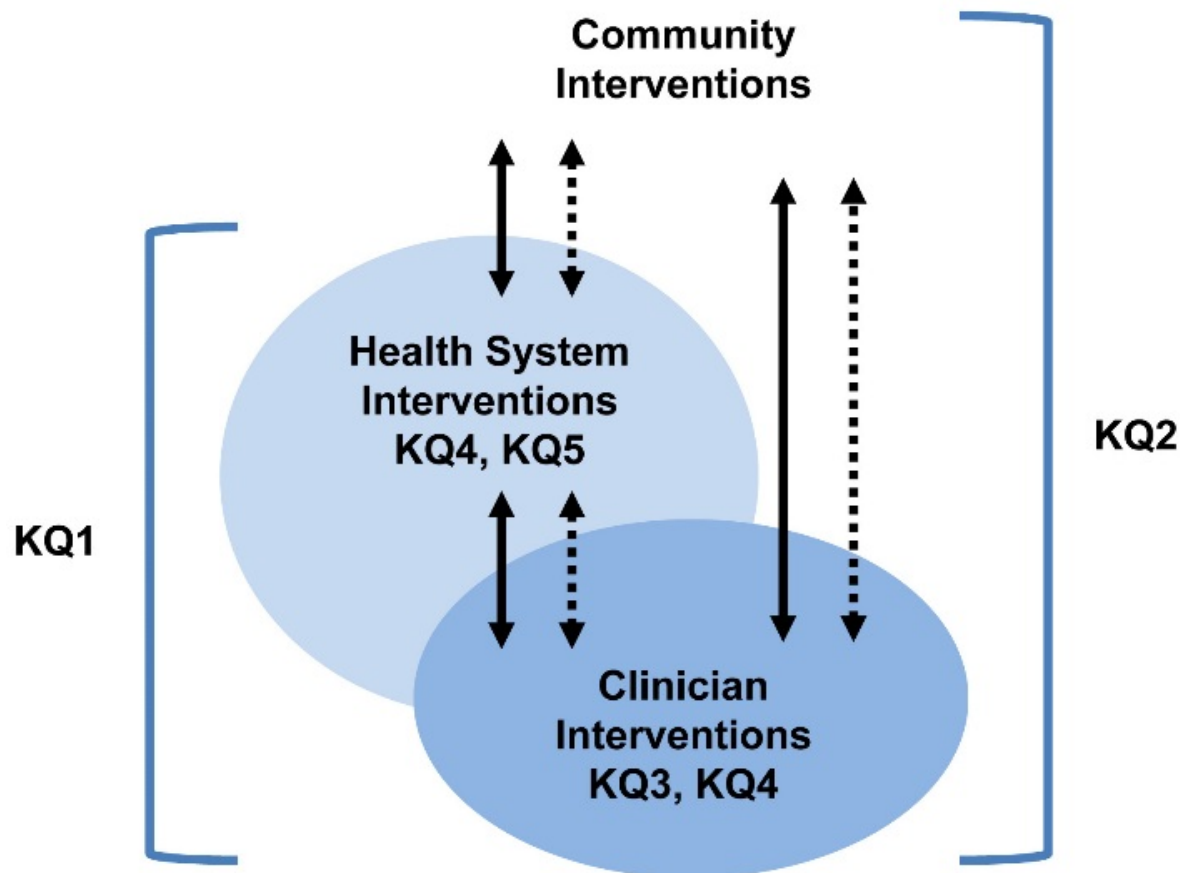 Community
Interventions
Health System
Interventions
KQ4, KQ5
KQ2
KQ1
Clinician
Interventions
KQ3, KQ4